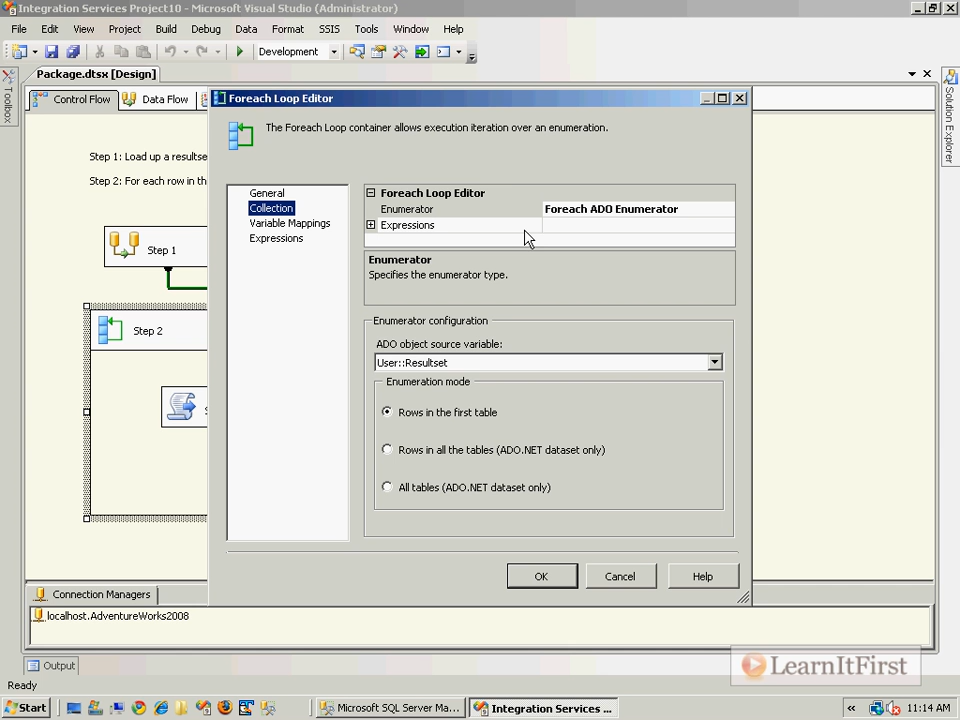 Integration Services Project10 - Microsoft Visual Studio (Administrator)
File Edit View Project Build Debug Data Format SSIS Tools Window Help
Development
Package.dtsx [Design]
Toolbox
Solution Explorer
Control Flow
Data Flow
Step 1: Load up a resultse
Step 2: For each row in th
Step 1
Step 2
Foreach Loop Editor
The Foreach Loop container allows execution iteration over an enumeration.
General
Collection
Variable Mappings
Expressions
Foreach Loop Editor
Enumerator Foreach ADO Enumerator
Expressions
Enumerator
Specifies the enumerator type.
Enumerator configuration
ADO object source variable:
User::Resultset
Enumeration mode
Rows in the first table
Rows in all the tables (ADO.NET dataset only)
All tables (ADO.NET dataset only)
OK Cancel Help
Connection Managers
localhost.AdventureWorks2008
LearnItFirst
Output
Ready
Start
Microsoft SQL Server Ma...
Integration Services ...
11:14 AM